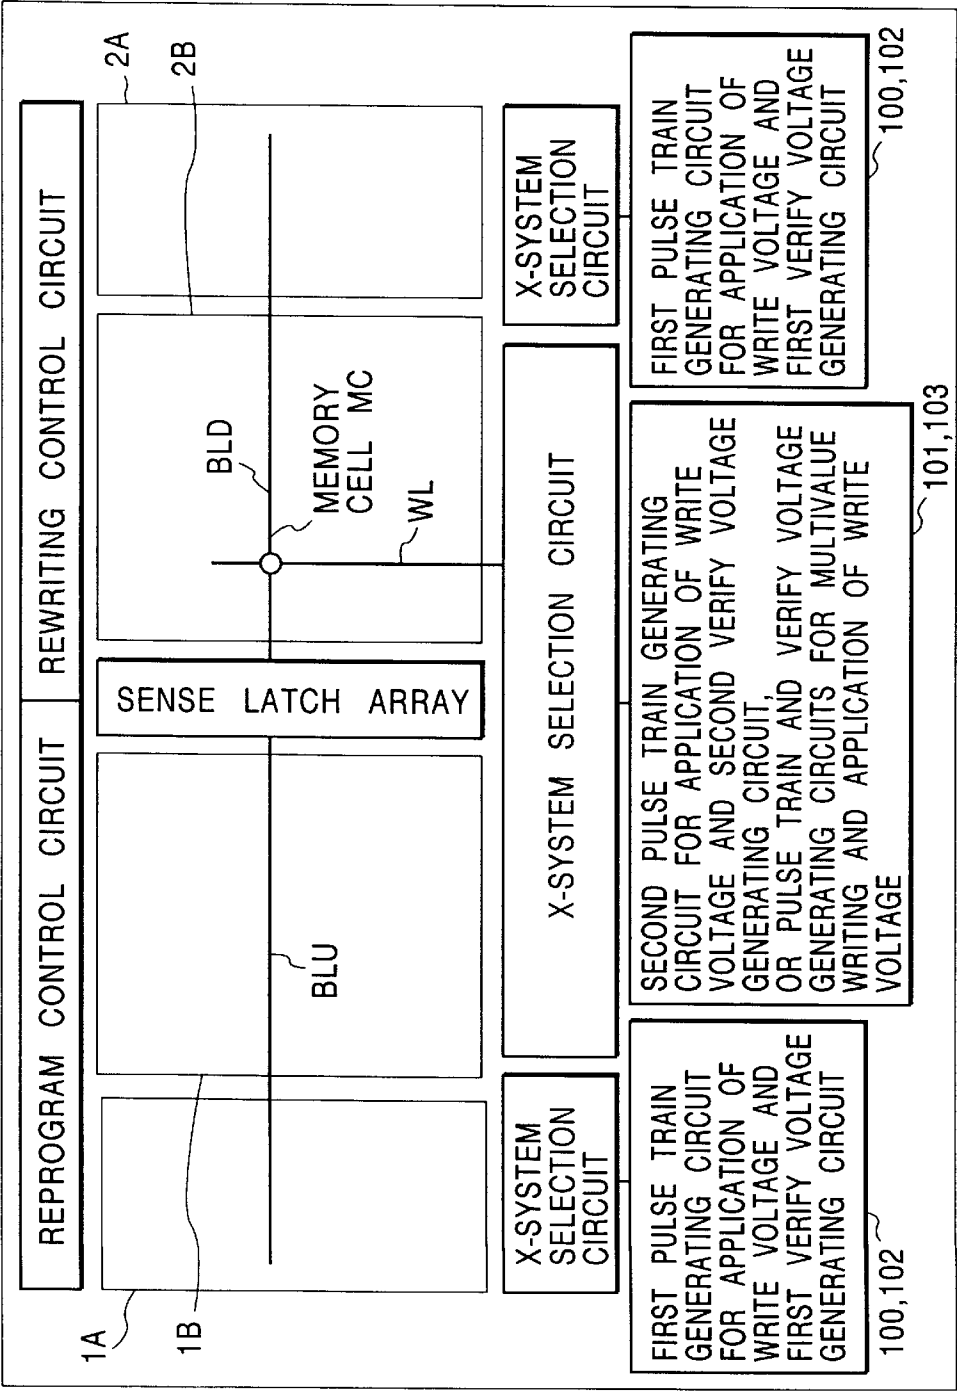 REPROGRAM CONTROL CIRCUIT
REWRITING CONTROL CIRCUIT
1A
1B
2A
2B
BLU
BLD
SENSE LATCH ARRAY
MEMORY
CELL MC
WL
X-SYSTEM
SELECTION
CIRCUIT
X-SYSTEM SELECTION CIRCUIT
X-SYSTEM
SELECTION
CIRCUIT
FIRST PULSE TRAIN
GENERATING CIRCUIT
FOR APPLICATION OF
WRITE VOLTAGE AND
FIRST VERIFY VOLTAGE
GENERATING CIRCUIT
100,102
SECOND PULSE TRAIN GENERATING
CIRCUIT FOR APPLICATION OF WRITE
VOLTAGE AND SECOND VERIFY VOLTAGE
GENERATING CIRCUIT,
OR PULSE TRAIN AND VERIFY VOLTAGE
GENERATING CIRCUITS FOR MULTIVALUE
WRITING AND APPLICATION OF WRITE
VOLTAGE
101,103
FIRST PULSE TRAIN
GENERATING CIRCUIT
FOR APPLICATION OF
WRITE VOLTAGE AND
FIRST VERIFY VOLTAGE
GENERATING CIRCUIT
100,102